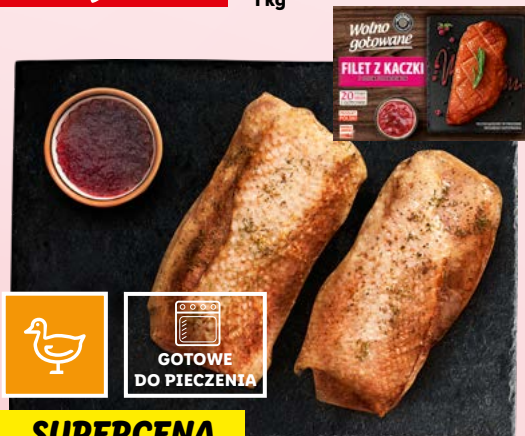 1 kg
Wolno
gotowane
FILET Z KACZKI
20
GOTOWE
DO PIECZENIA
SUPERCENA